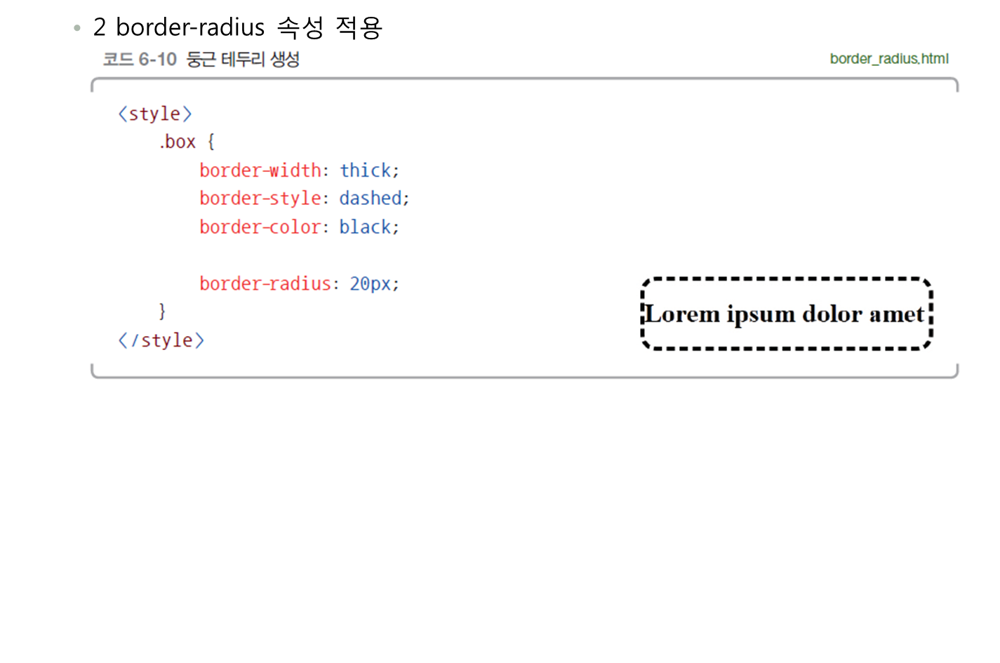 • 2 border-radius 속성 적용
코드 6-10 둥근 테두리 생성 border_radius.html
<style>
.box {
border-width: thick;
border-style: dashed;
border-color: black;
border-radius: 20px;
}
</style>
Lorem ipsum dolor amet